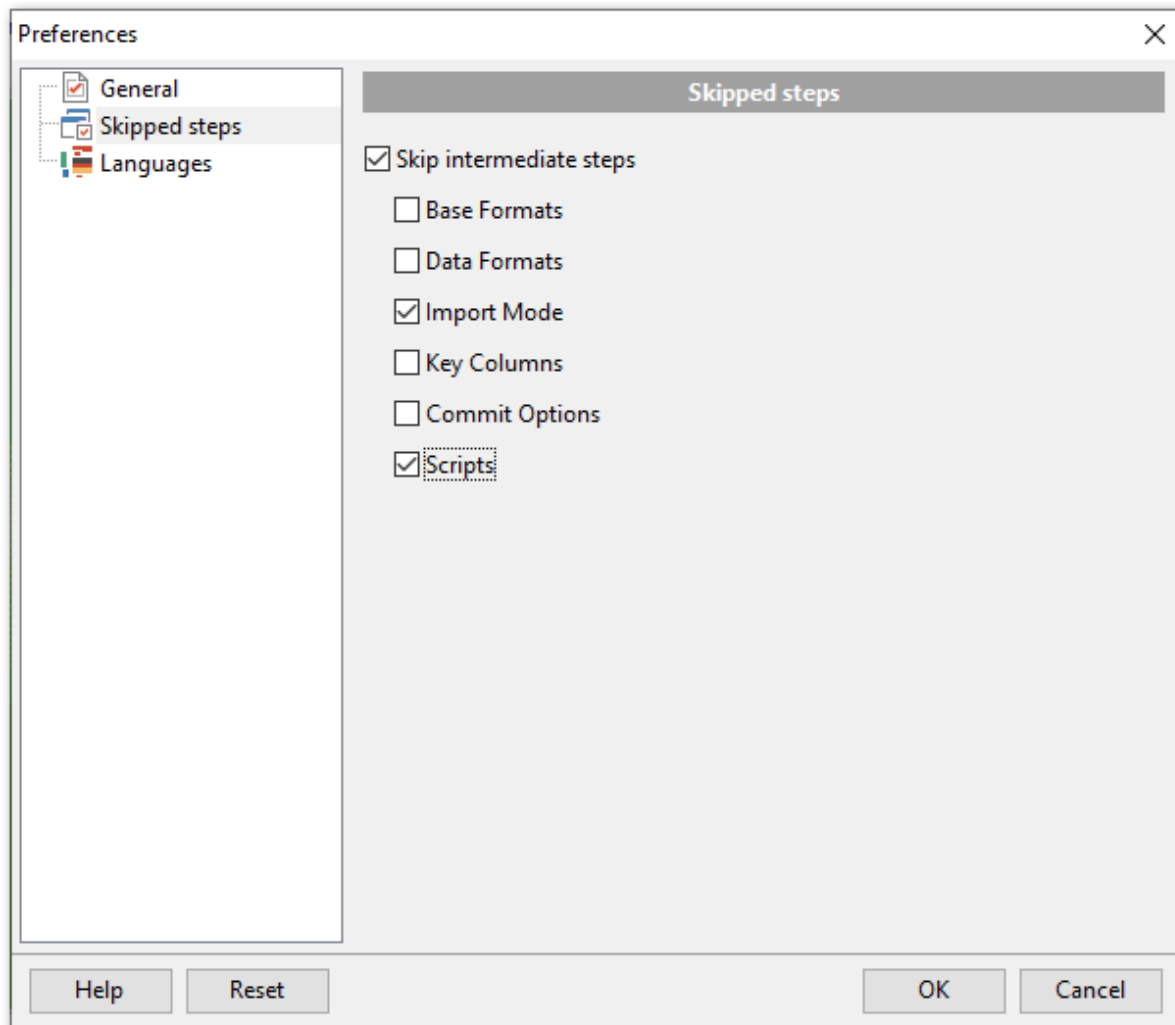 Preferences
General
Skipped steps
Languages
Skipped steps
Skip intermediate steps
Base Formats
Data Formats
Import Mode
Key Columns
Commit Options
Scripts
Help
Reset
OK
Cancel